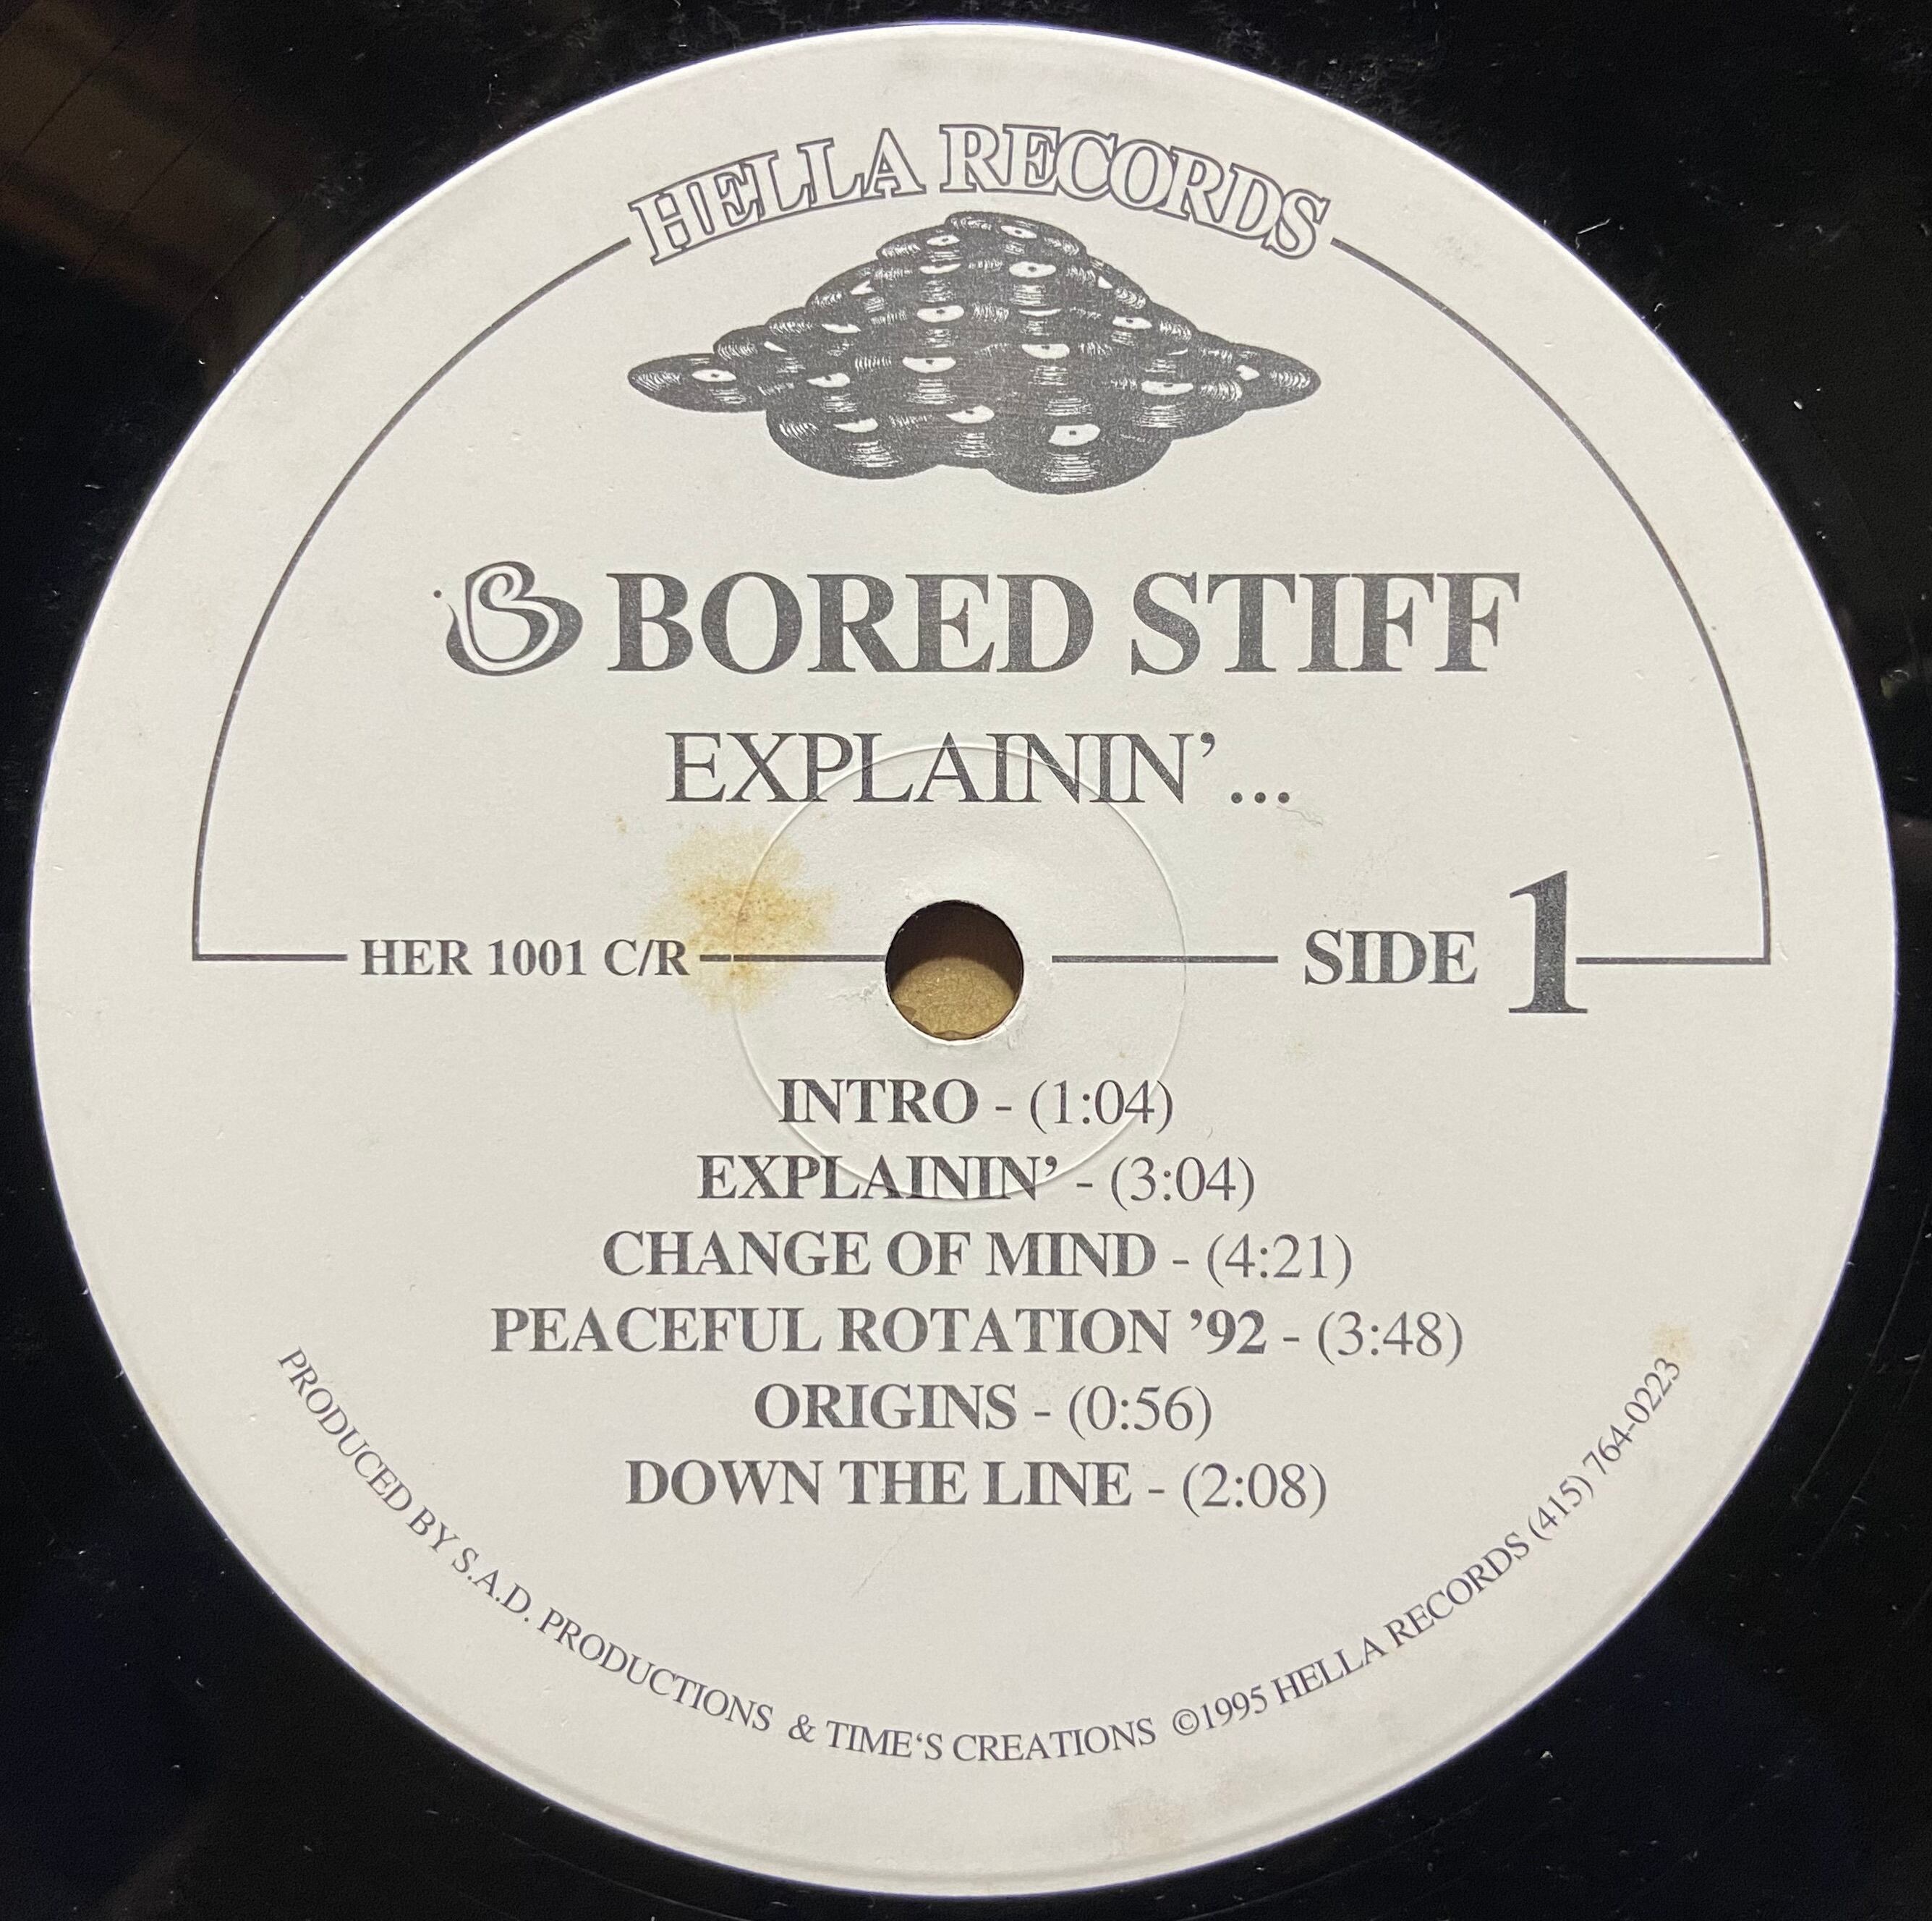 HELLA RECORDS
B BORED STIFF
EXPLAININ’...
HER 1001 C/R
SIDE 1
INTRO - (1:04)
EXPLAININ’ - (3:04)
CHANGE OF MIND - (4:21)
PEACEFUL ROTATION ’92 - (3:48)
ORIGINS - (0:56)
DOWN THE LINE - (2:08)
PRODUCED BY S.A.D. PRODUCTIONS & TIME‘S CREATIONS ©1995 HELLA RECORDS (415) 764-0223